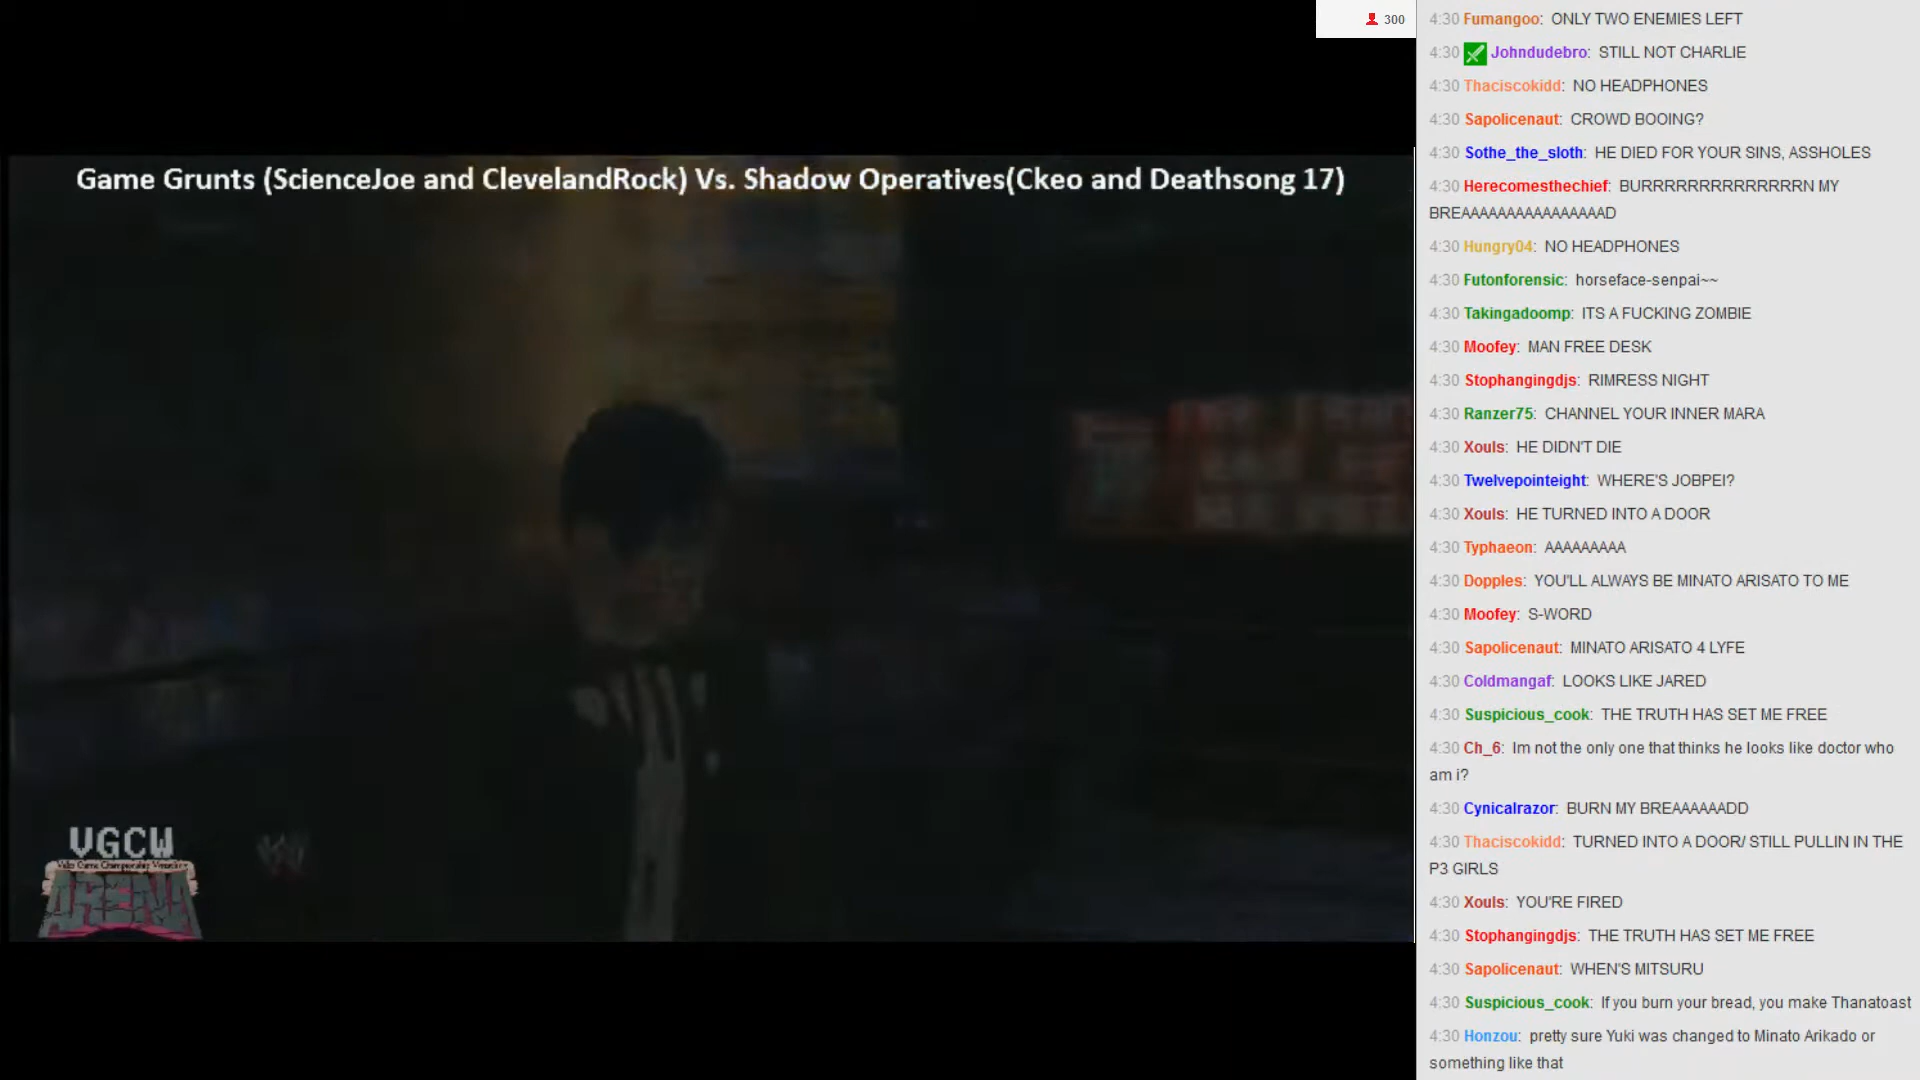 300
Game Grunts (ScienceJoe and ClevelandRock) Vs. Shadow Operatives(Ckeo and Deathsong 17)
VGCW
Video Game Championship Wrestling
ARENA
4:30 Fumangoo: ONLY TWO ENEMIES LEFT
4:30 Johndudebro: STILL NOT CHARLIE
4:30 Thaciscokidd: NO HEADPHONES
4:30 Sapolicenaut: CROWD BOOING?
4:30 Sothe_the_sloth: HE DIED FOR YOUR SINS, ASSHOLES
4:30 Herecomesthechief: BURRRRRRRRRRRRRRN MY
BREAAAAAAAAAAAAAAAAD
4:30 Hungry04: NO HEADPHONES
4:30 Futonforensic: horseface-senpai~~
4:30 Takingadoomp: ITS A FUCKING ZOMBIE
4:30 Moofey: MAN FREE DESK
4:30 Stophangingdjs: RIMRESS NIGHT
4:30 Ranzer75: CHANNEL YOUR INNER MARA
4:30 Xouls: HE DIDN'T DIE
4:30 Twelvepointeight: WHERE'S JOBPEI?
4:30 Xouls: HE TURNED INTO A DOOR
4:30 Typhaeon: AAAAAAAAA
4:30 Dopples: YOU'LL ALWAYS BE MINATO ARISATO TO ME
4:30 Moofey: S-WORD
4:30 Sapolicenaut: MINATO ARISATO 4 LYFE
4:30 Coldmangaf: LOOKS LIKE JARED
4:30 Suspicious_cook: THE TRUTH HAS SET ME FREE
4:30 Ch_6: Im not the only one that thinks he looks like doctor who
am i?
4:30 Cynicalrazor: BURN MY BREAAAAAADD
4:30 Thaciscokidd: TURNED INTO A DOOR/ STILL PULLIN IN THE
P3 GIRLS
4:30 Xouls: YOU'RE FIRED
4:30 Stophangingdjs: THE TRUTH HAS SET ME FREE
4:30 Sapolicenaut: WHEN'S MITSURU
4:30 Suspicious_cook: If you burn your bread, you make Thanatoast
4:30 Honzou: pretty sure Yuki was changed to Minato Arikado or
something like that